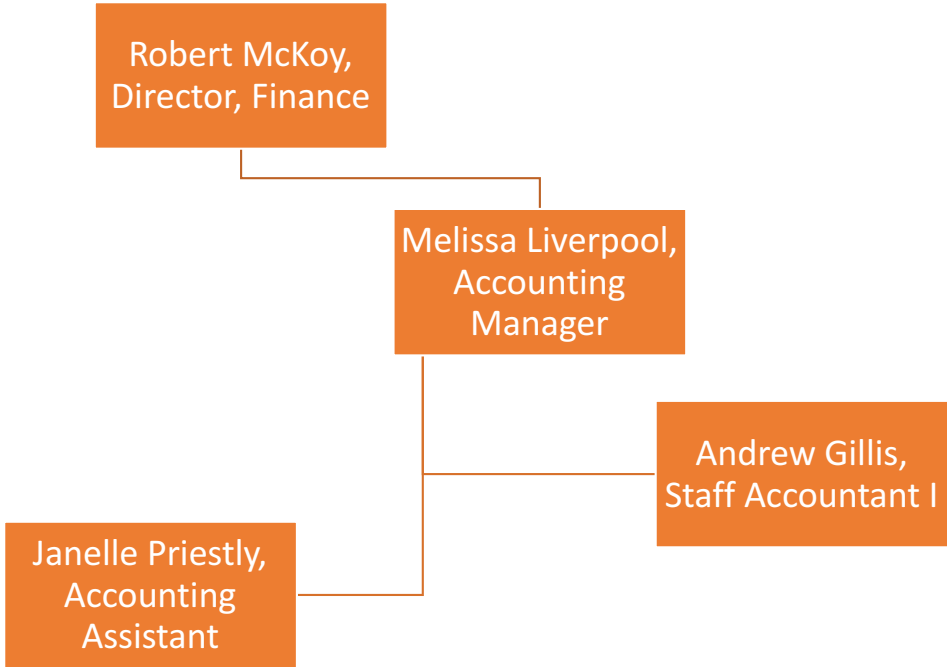 Robert McKoy,
Director, Finance
Melissa Liverpool,
Accounting
Manager
Andrew Gillis,
Staff Accountant I
Janelle Priestly,
Accounting
Assistant